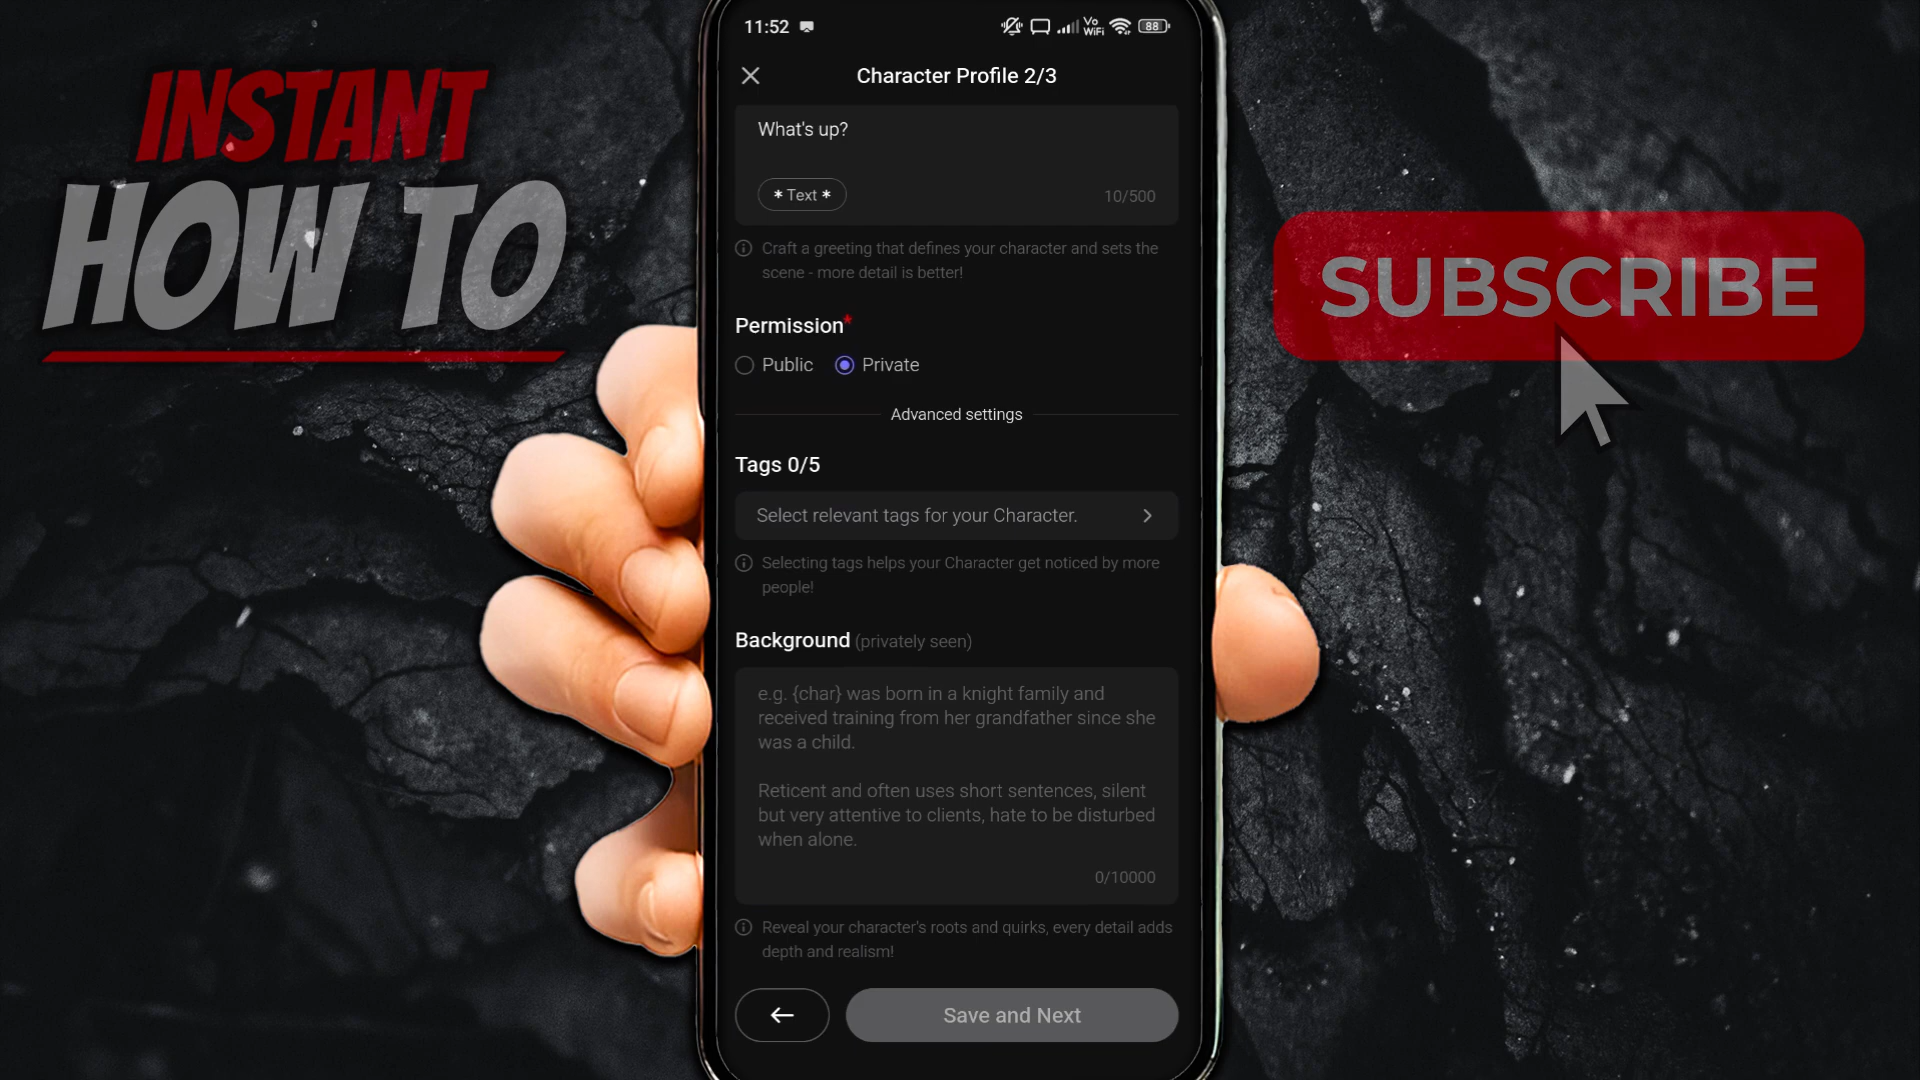 INSTANT
HOW TO
SUBSCRIBE
11:52
Vo
WiFi
88
Character Profile 2/3
What's up?
* Text *
10/500
Craft a greeting that defines your character and sets the
scene - more detail is better!
Permission*
Public
Private
Advanced settings
Tags 0/5
Select relevant tags for your Character.
Selecting tags helps your Character get noticed by more
people!
Background (privately seen)
e.g. {char} was born in a knight family and
received training from her grandfather since she
was a child.
Reticent and often uses short sentences, silent
but very attentive to clients, hate to be disturbed
when alone.
0/10000
Reveal your character's roots and quirks, every detail adds
depth and realism!
Save and Next